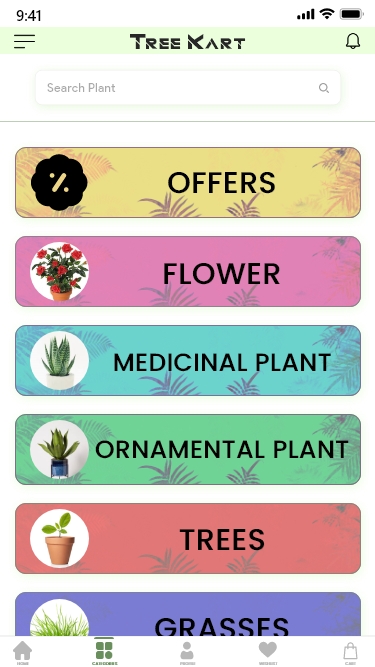 9:41
TREE KART
Search Plant
OFFERS
FLOWER
MEDICINAL PLANT
ORNAMENTAL PLANT
TREES
GRASSES
HOME CATEGORIES PROFILE WISHLIST CART